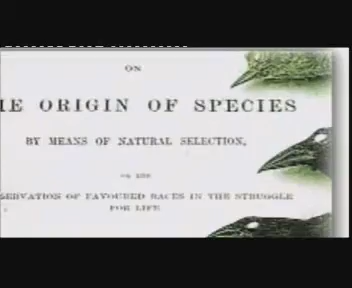 ON
IE ORIGIN OF SPECIES
BY MEANS OF NATURAL SELECTION,
OR THE
SERVATION OF FAVOURED RACES IN THE STRUGGLE
FOR LIFE